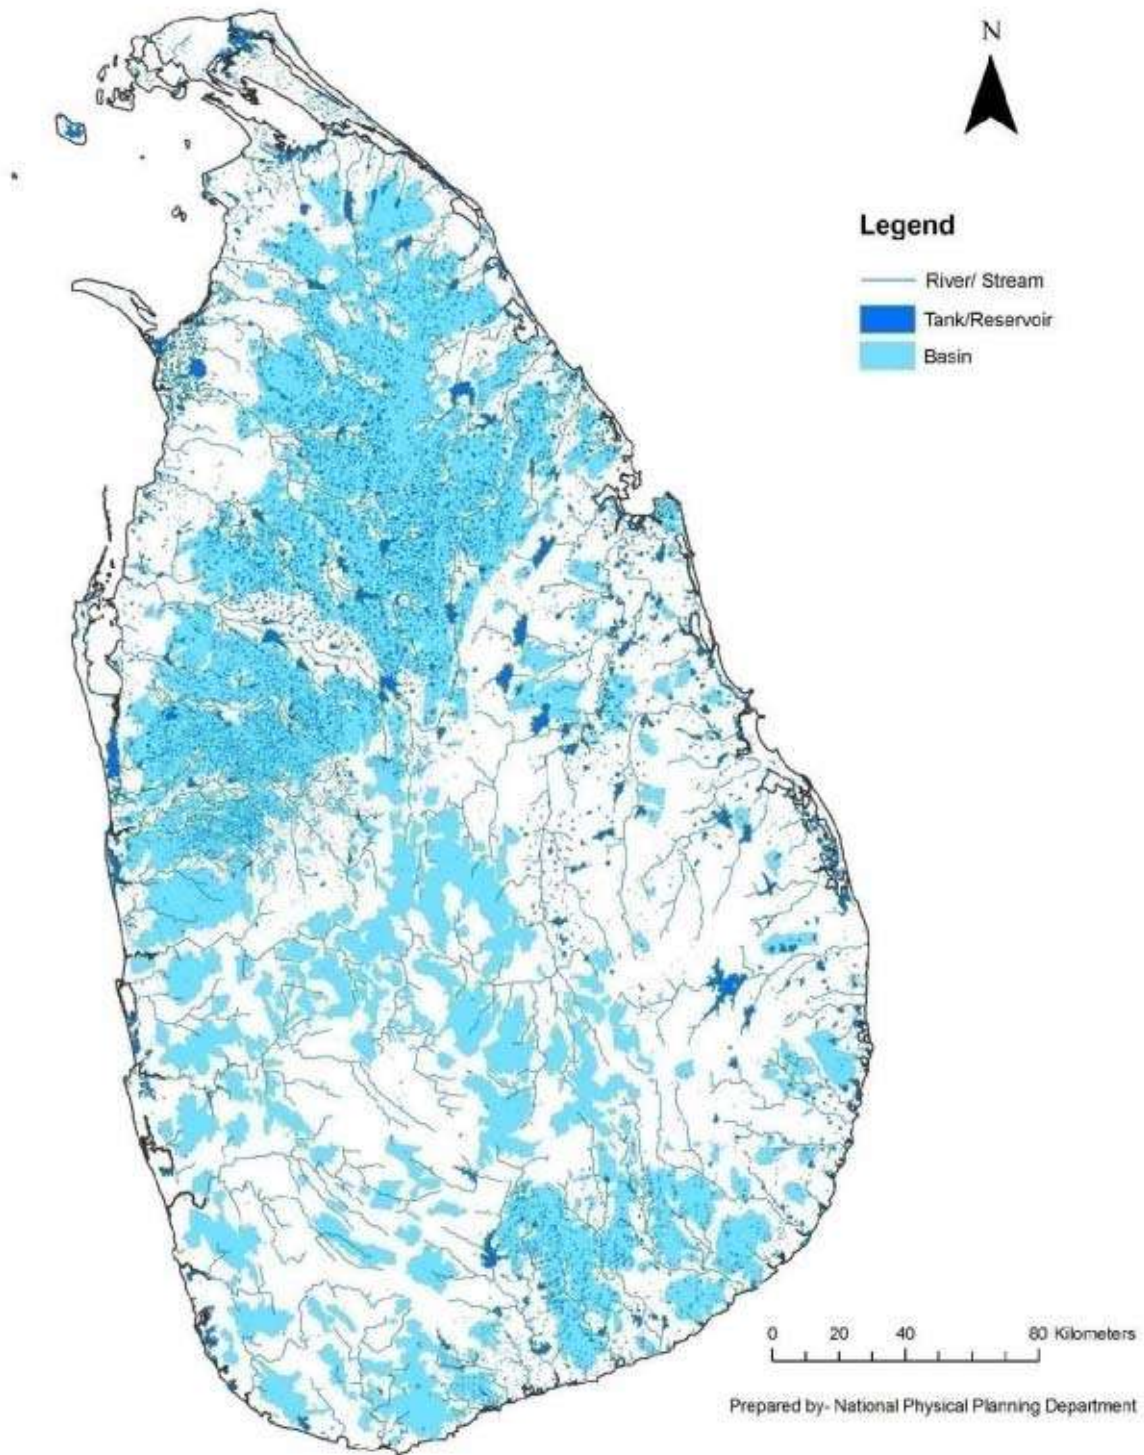 N
Legend
River/ Stream
Tank/Reservoir
Basin
0 20 40 80 Kilometers
Prepared by- National Physical Planning Department